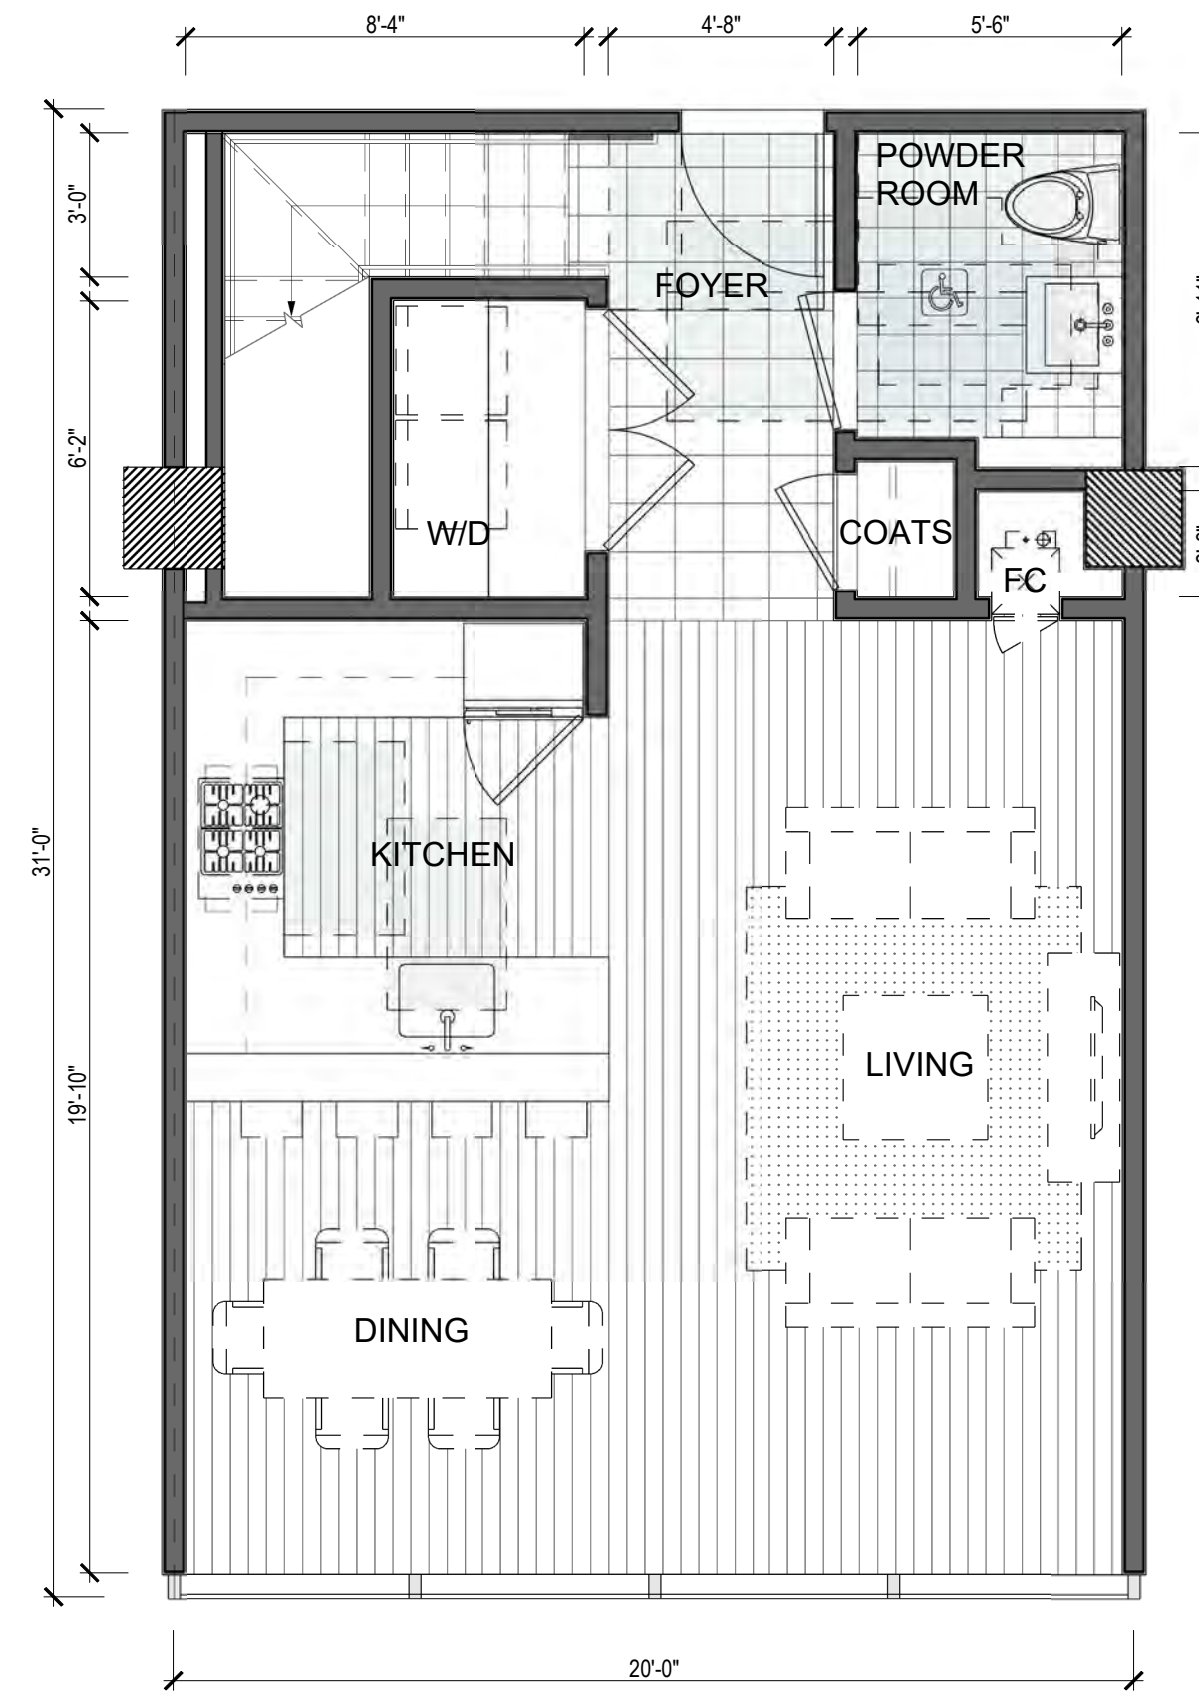 8'-4"
4'-8"
5'-6"
POWDER
ROOM
3'-0"
FOYER
6'-2"
W/D
COATS
FC
31'-0"
KITCHEN
LIVING
19'-10"
DINING
20'-0"